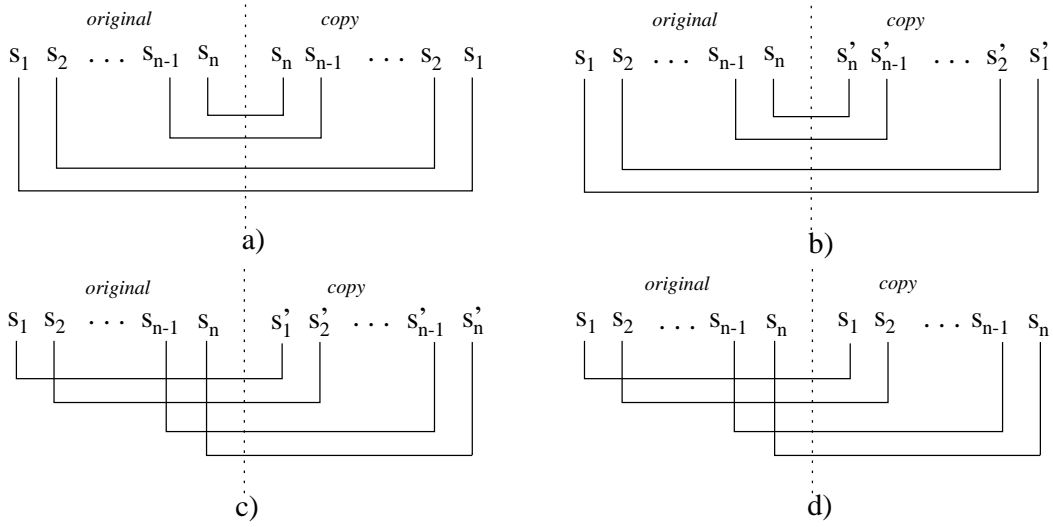 original copy original copy
s₁ s₂ . . . sₙ₋₁ sₙ sₙ sₙ₋₁ . . . s₂ s₁ s₁ s₂ . . . sₙ₋₁ sₙ s'ₙ s'ₙ₋₁ . . . s'₂ s'₁
a) b)
original copy original copy
s₁ s₂ . . . sₙ₋₁ sₙ s'₁ s'₂ . . . s'ₙ₋₁ s'ₙ s₁ s₂ . . . sₙ₋₁ sₙ s₁ s₂ . . . sₙ₋₁ sₙ
c) d)